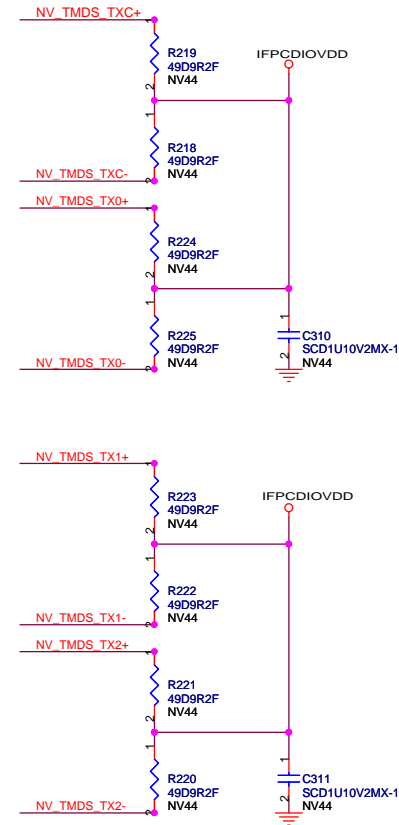 NV_TMDS_TXC+
1
R219
49D9R2F
NV44
2
IFPCDIOVDD
1
R218
49D9R2F
NV44
2
NV_TMDS_TXC-
NV_TMDS_TX0+
1
R224
49D9R2F
NV44
2
1
R225
49D9R2F
NV44
2
NV_TMDS_TX0-
1
C310
SCD1U10V2MX-1
NV44
2
NV_TMDS_TX1+
1
R223
49D9R2F
NV44
2
IFPCDIOVDD
1
R222
49D9R2F
NV44
2
NV_TMDS_TX1-
NV_TMDS_TX2+
1
R221
49D9R2F
NV44
2
1
R220
49D9R2F
NV44
2
NV_TMDS_TX2-
1
C311
SCD1U10V2MX-1
NV44
2